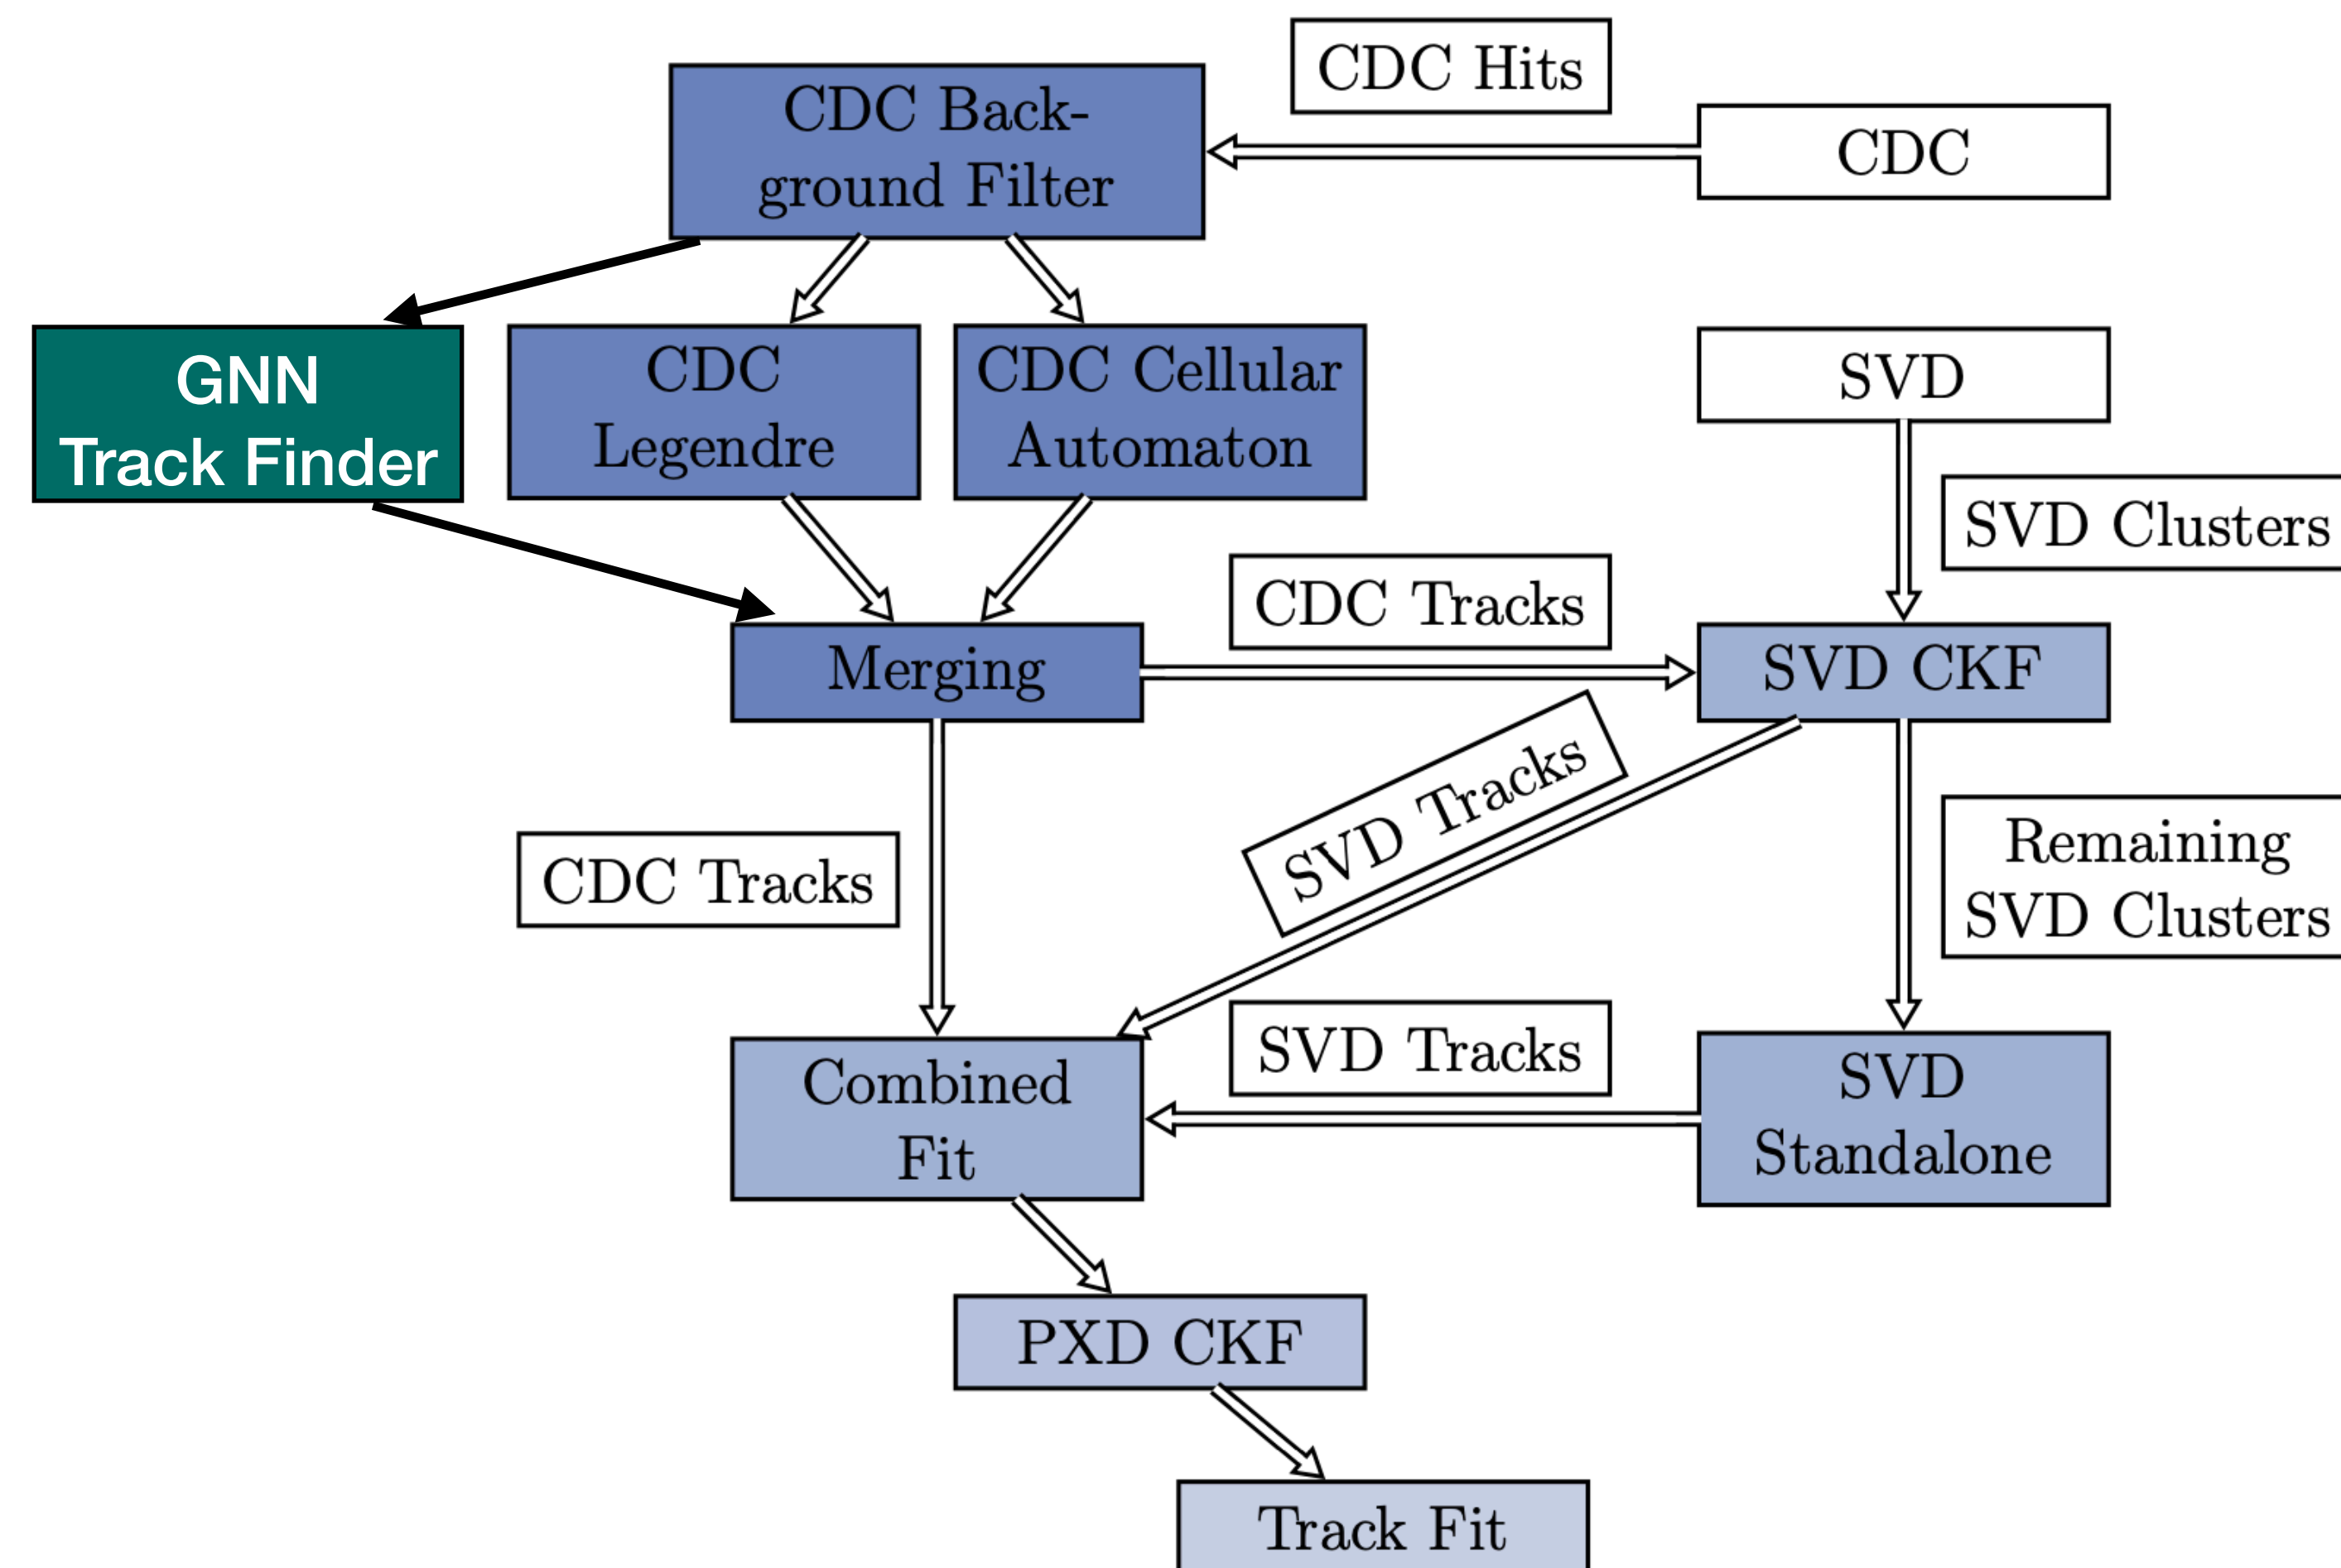 CDC Hits
CDC Back-
ground Filter
CDC
GNN
Track Finder
CDC
Legendre
CDC Cellular
Automaton
SVD
SVD Clusters
CDC Tracks
Merging
SVD CKF
SVD Tracks
CDC Tracks
Remaining
SVD Clusters
SVD Tracks
Combined
Fit
SVD
Standalone
PXD CKF
Track Fit